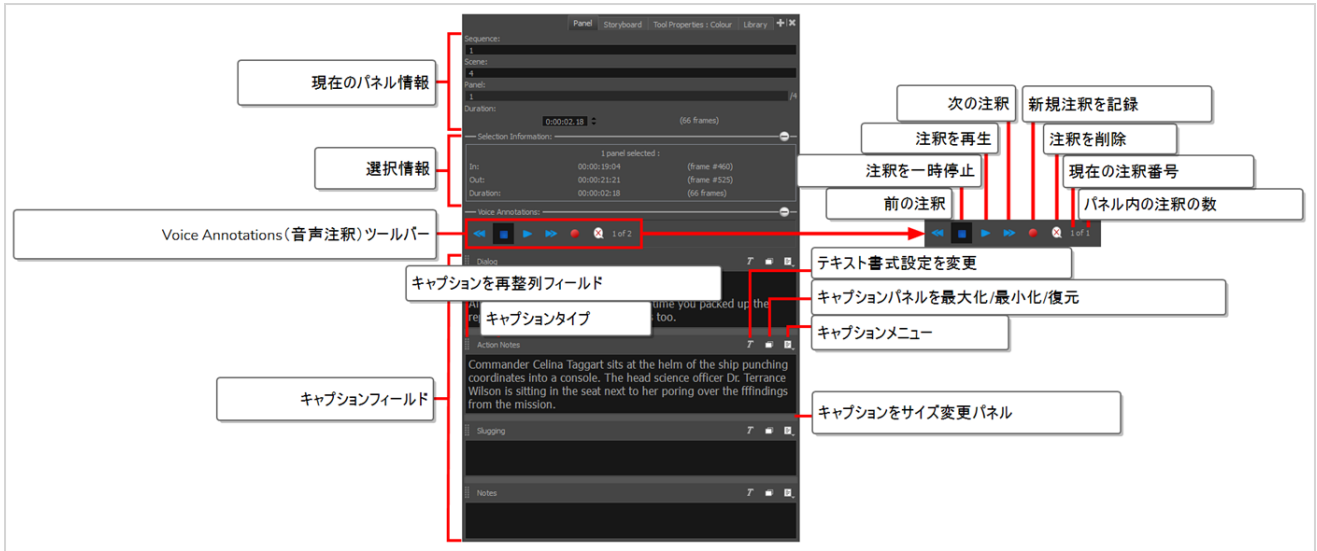 Panel Storyboard Tool Properties : Colour Library
Sequence:
1
Scene:
4
Panel:
1 /4
Duration:
0:00:02.18 (66 frames)
Selection Information:
1 panel selected :
In: 00:00:19:04 (frame #460)
Out: 00:00:21:21 (frame #525)
Duration: 00:00:02:18 (66 frames)
Voice Annotations:
1 of 2
Dialog
time you packed up the
too.
Action Notes
Commander Celina Taggart sits at the helm of the ship punching
coordinates into a console. The head science officer Dr. Terrance
Wilson is sitting in the seat next to her poring over the fffindings
from the mission.
Slugging
Notes
現在のパネル情報
選択情報
Voice Annotations（音声注釈）ツールバー
キャプションを再整列フィールド
キャプションタイプ
キャプションフィールド
次の注釈
新規注釈を記録
注釈を再生
注釈を削除
注釈を一時停止
現在の注釈番号
前の注釈
パネル内の注釈の数
1 of 1
テキスト書式設定を変更
キャプションパネルを最大化/最小化/復元
キャプションメニュー
キャプションをサイズ変更パネル